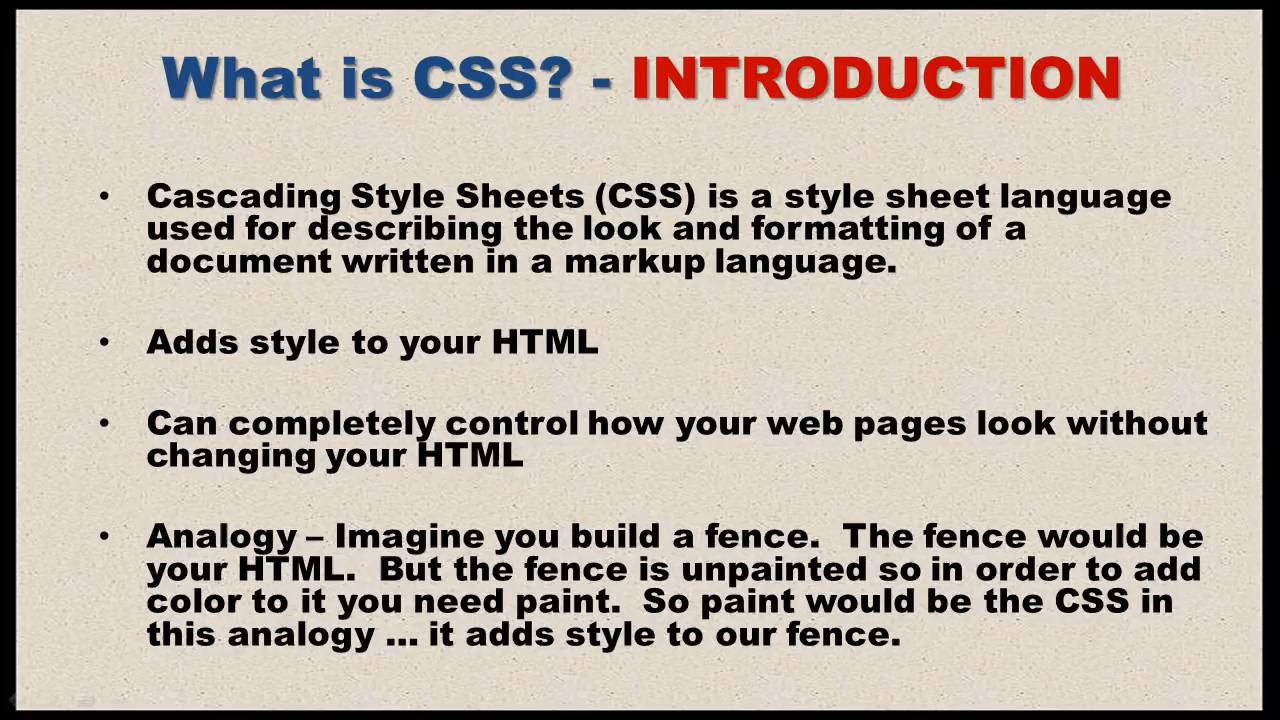 What is CSS? - INTRODUCTION
• Cascading Style Sheets (CSS) is a style sheet language
used for describing the look and formatting of a
document written in a markup language.
• Adds style to your HTML
• Can completely control how your web pages look without
changing your HTML
• Analogy – Imagine you build a fence.  The fence would be
your HTML.  But the fence is unpainted so in order to add
color to it you need paint.  So paint would be the CSS in
this analogy ... it adds style to our fence.